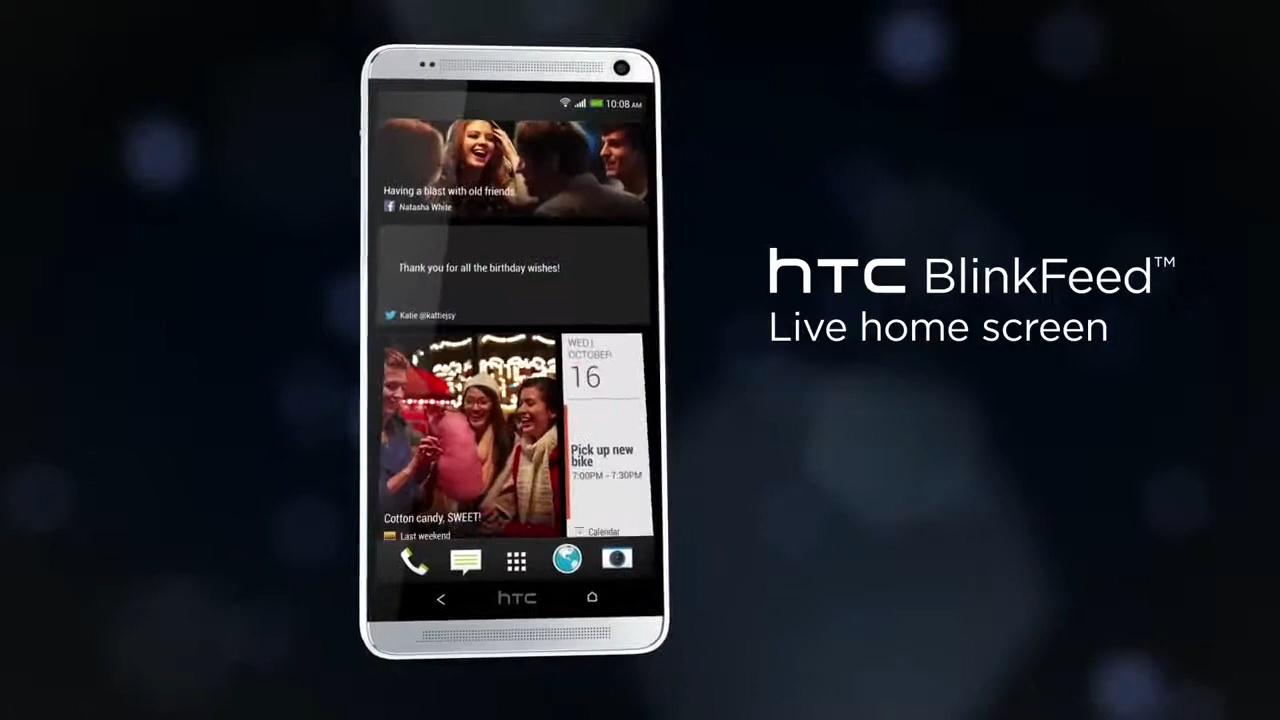 10:08 AM
Having a blast with old friends
Natasha White
Thank you for all the birthday wishes!
Katie @kattiejsy
WED |
OCTOBER
16
Pick up new
bike
7:00PM - 7:30PM
Cotton candy, SWEET!
Last weekend
Calendar
hTC
hTC BlinkFeed™
Live home screen